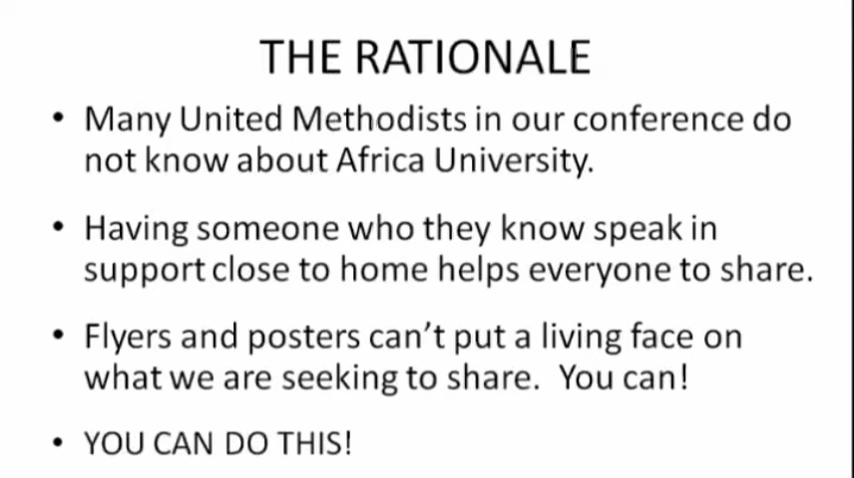 THE RATIONALE
• Many United Methodists in our conference do
not know about Africa University.
• Having someone who they know speak in
support close to home helps everyone to share.
• Flyers and posters can't put a living face on
what we are seeking to share.  You can!
• YOU CAN DO THIS!